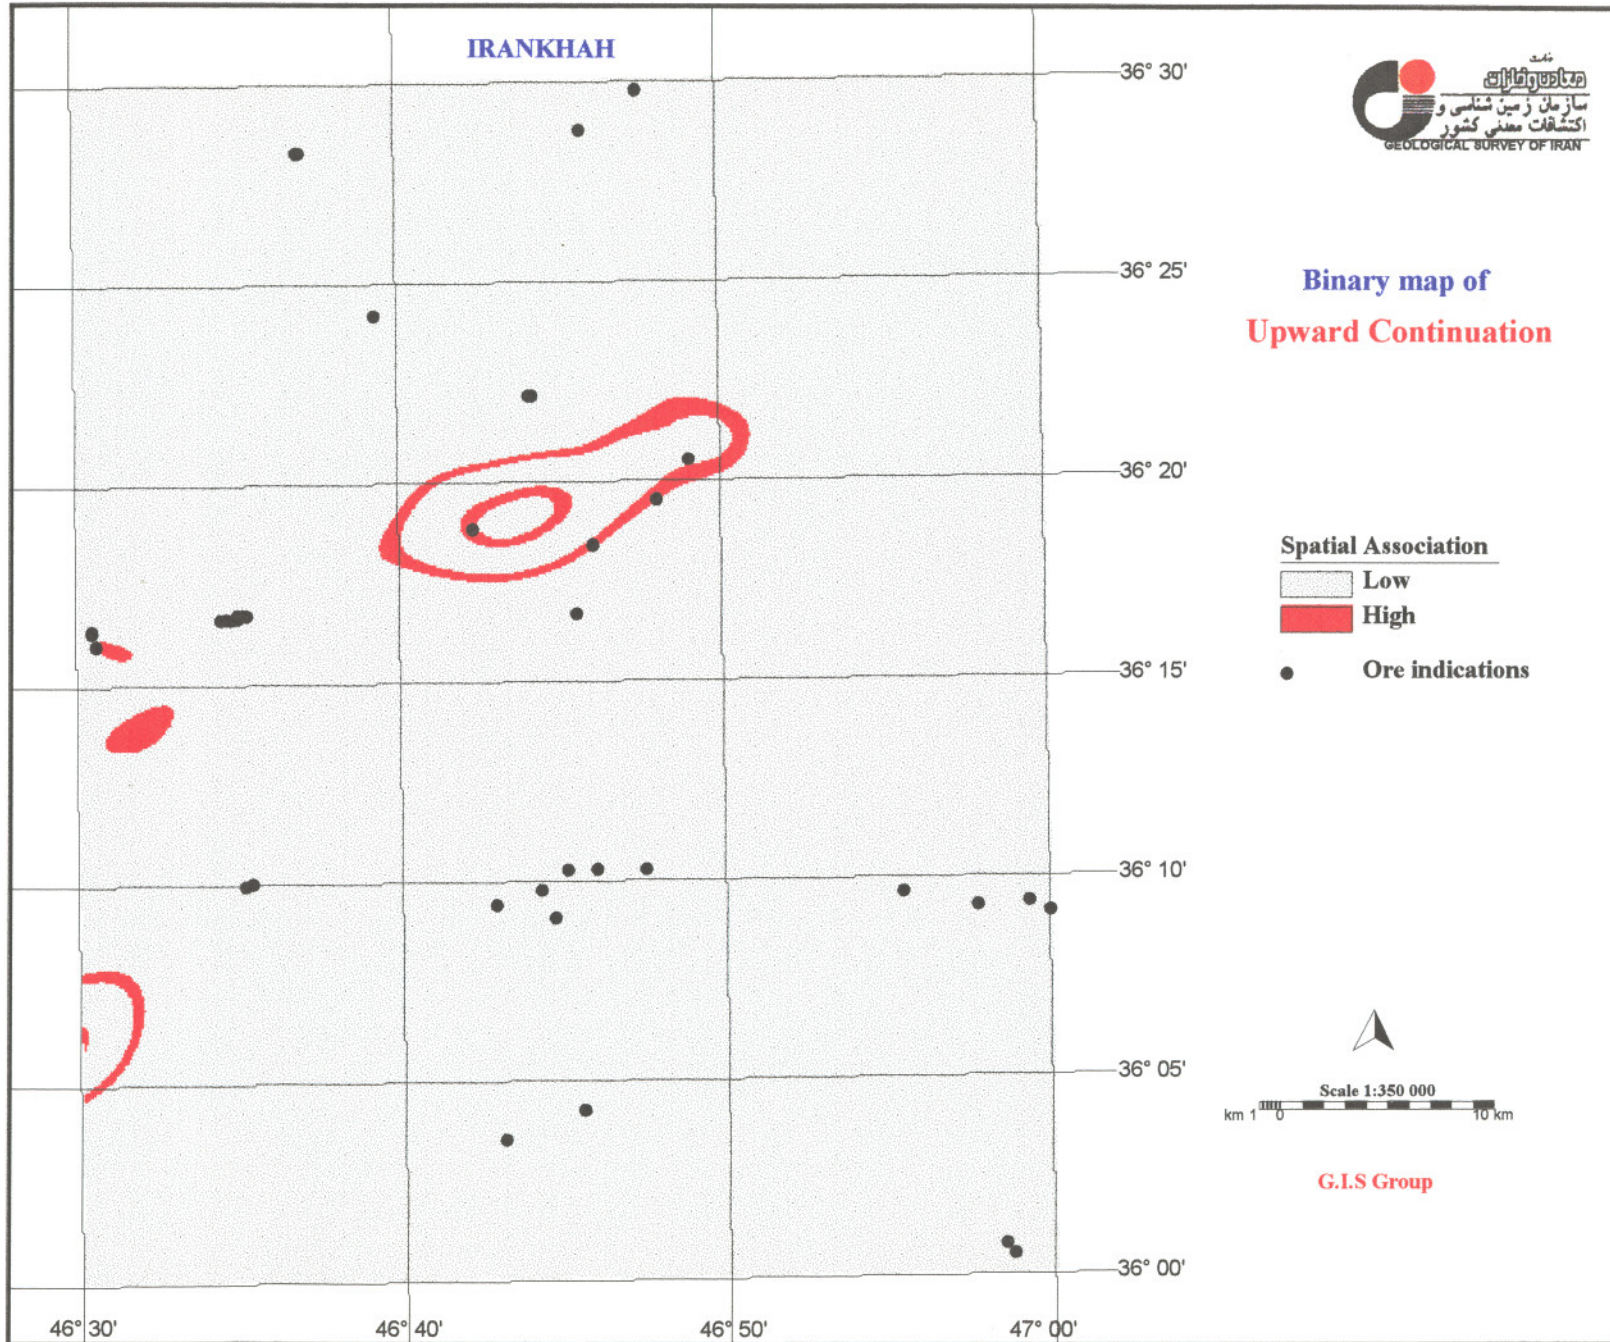 IRANKHAH
36° 30'
36° 25'
36° 20'
36° 15'
36° 10'
36° 05'
36° 00'
46°30'
46°40'
46°50'
47° 00'
سازمان زمین شناسی و
اکتشافات معدنی کشور
GEOLOGICAL SURVEY OF IRAN
Binary map of
Upward Continuation
Spatial Association
Low
High
Ore indications
Scale 1:350 000
km 1 0 10 km
G.I.S Group